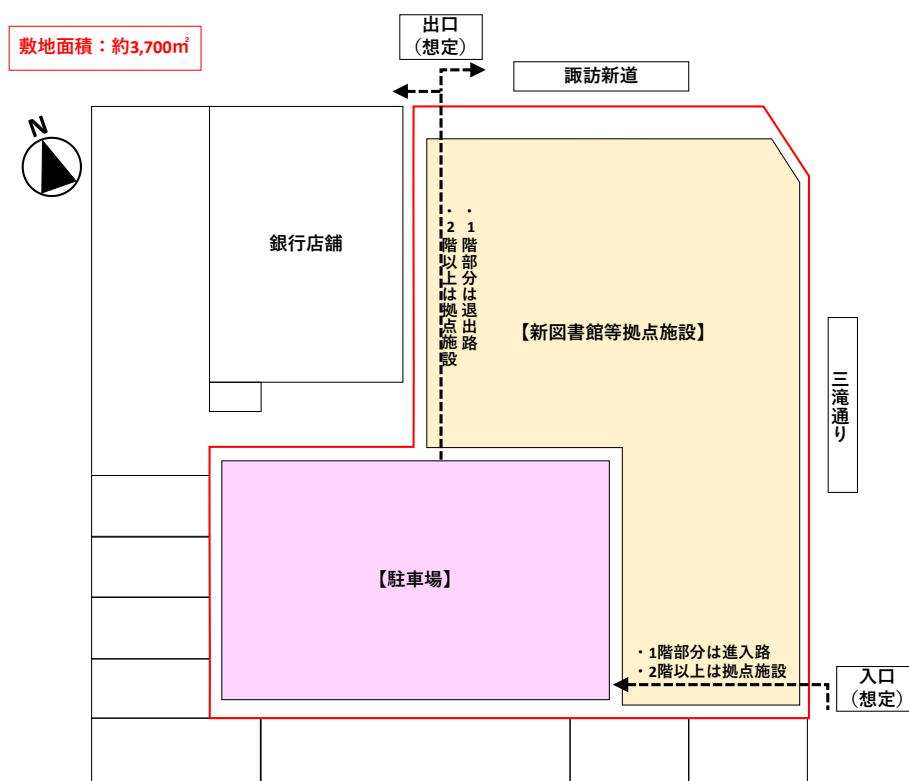 敷地面積：約3,700㎡
出口
（想定）
諏訪新道
N
銀行店舗
・1階部分は退出路
・2階以上は拠点施設
【新図書館等拠点施設】
三滝通り
【駐車場】
・1階部分は進入路
・2階以上は拠点施設
入口
（想定）